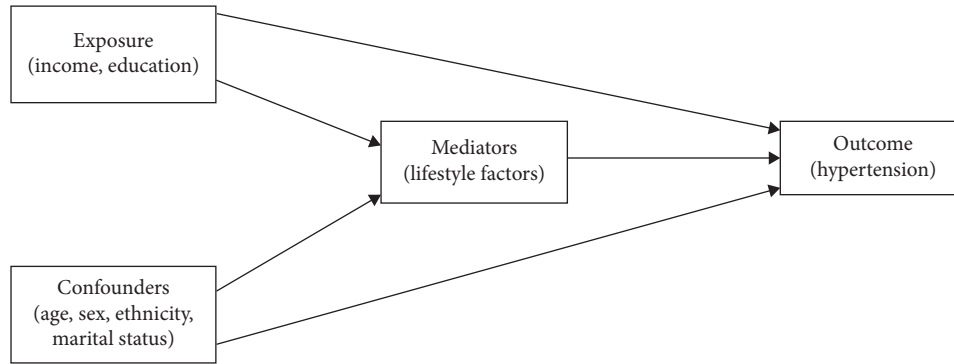 Exposure
(income, education)
Mediators
(lifestyle factors)
Outcome
(hypertension)
Confounders
(age, sex, ethnicity,
marital status)